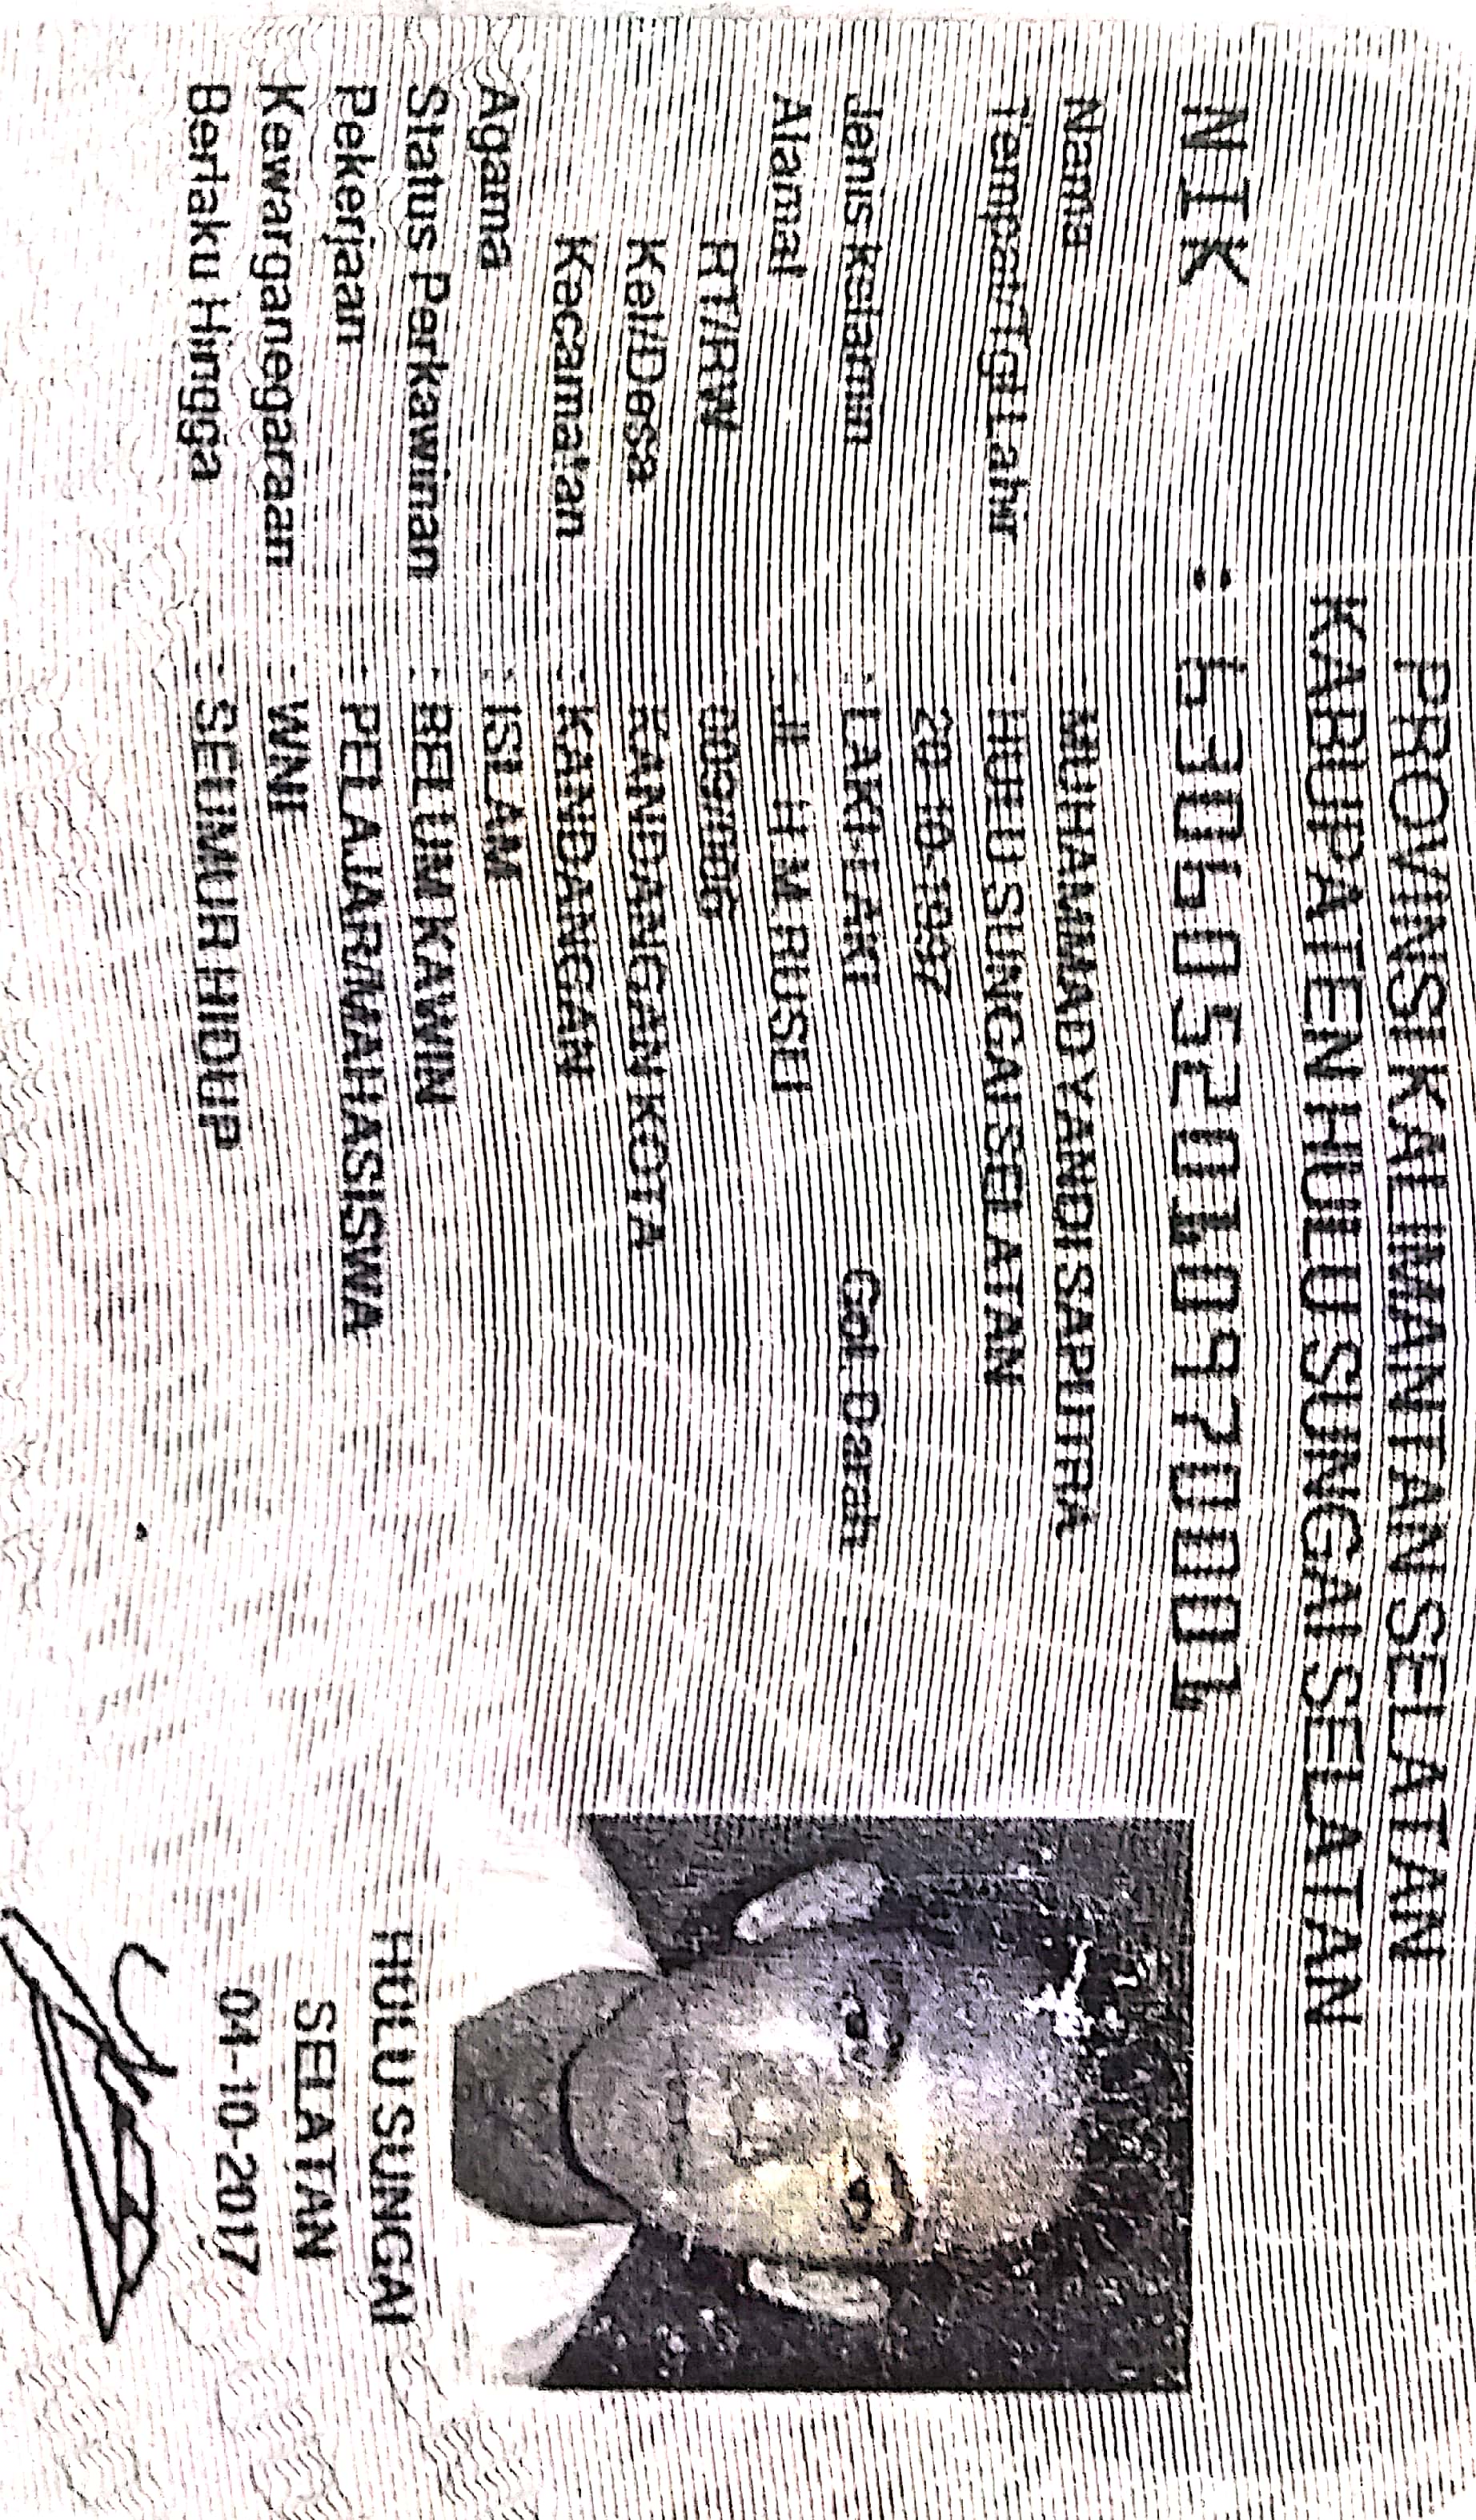 PROVINSI KALIMANTAN SELATAN
KABUPATEN HULU SUNGAI SELATAN
NIK : 6306052010970001
Nama : MUHAMMAD YANDI SAPUTRA
Tempat/Tgl Lahir : HULU SUNGAI SELATAN
20-10-1997
Jenis kelamin : LAKI-LAKI Gol. Darah
Alamat : JL. H.M.RUSLI
RT/RW : 009/006
Kel/Desa : KANDANGAN KOTA
Kecamatan : KANDANGAN
Agama : ISLAM
Status Perkawinan : BELUM KAWIN
Pekerjaan : PELAJAR/MAHASISWA
Kewarganegaraan : WNI
Berlaku Hingga : SEUMUR HIDUP
HULU SUNGAI
SELATAN
04-10-2017